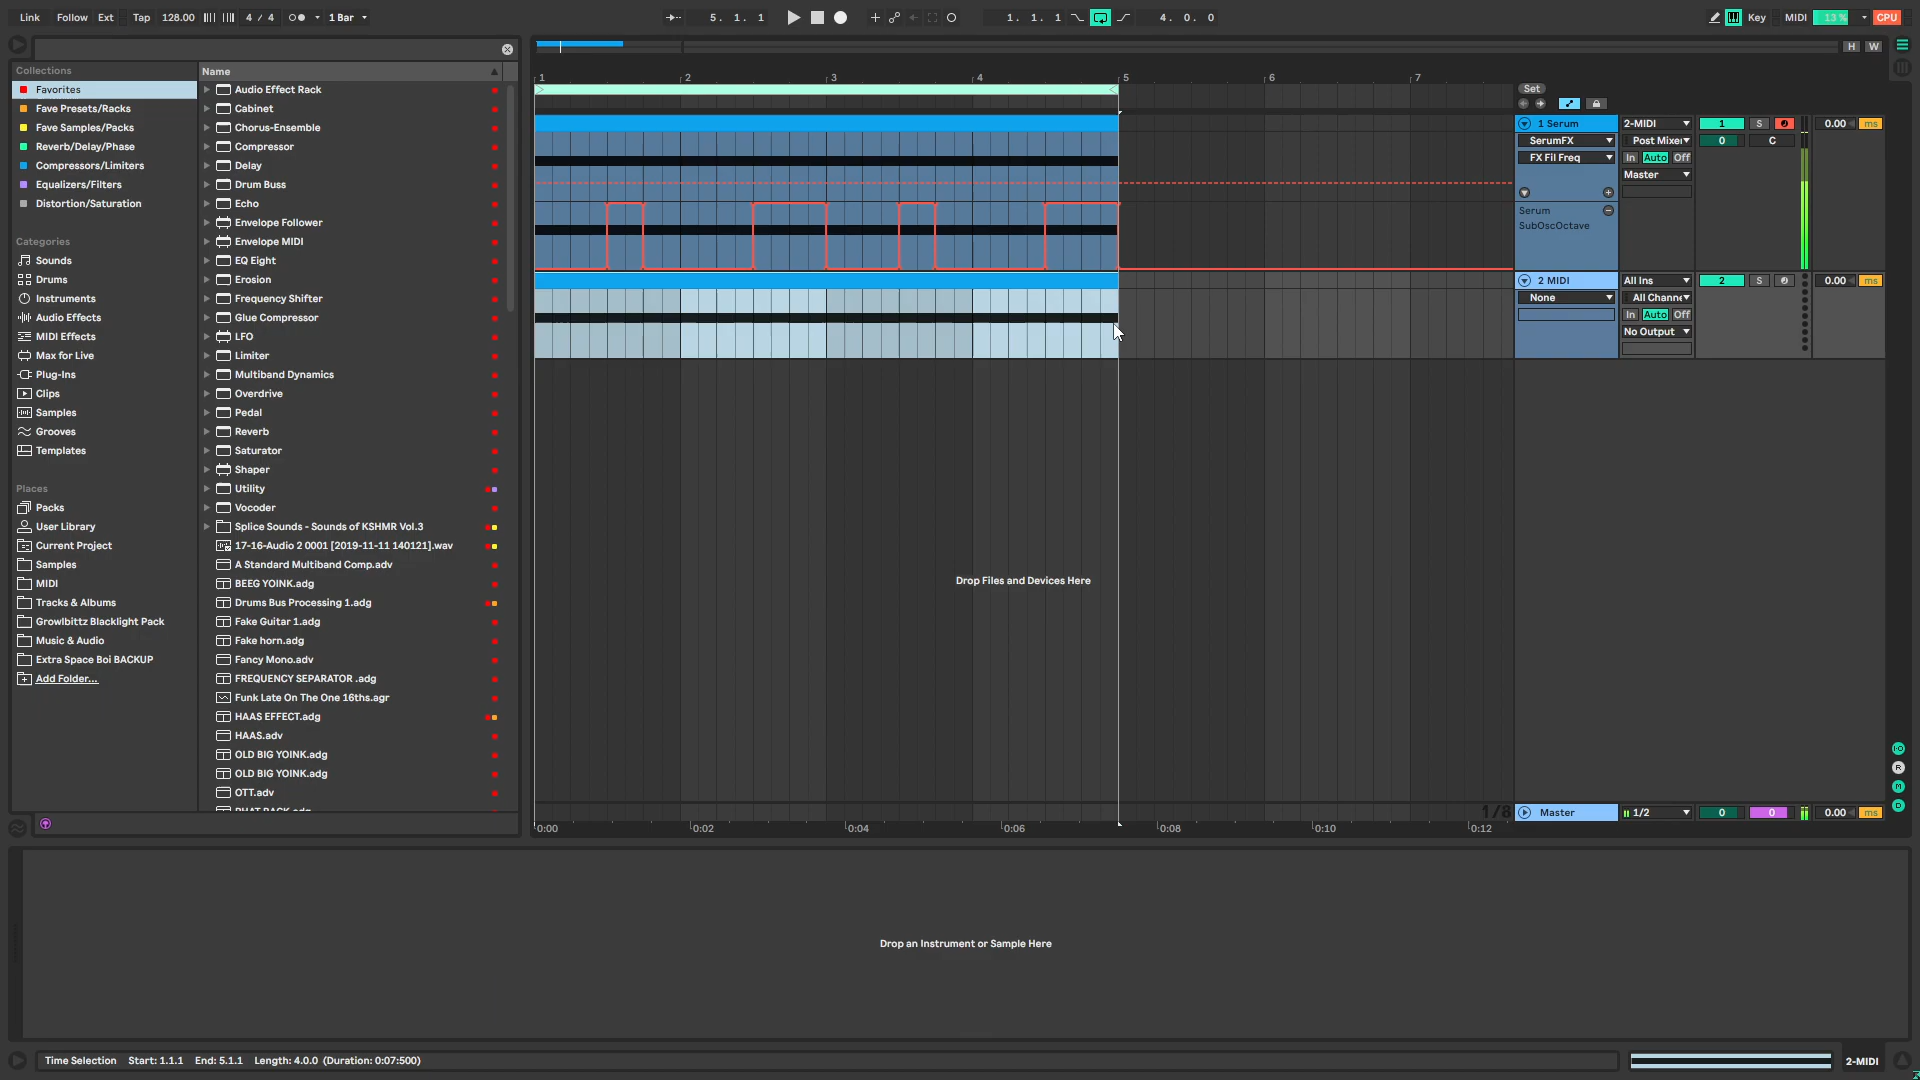 Link Follow Ext Tap 128.00 4 / 4 1 Bar 5. 1. 1 1. 1. 1 4. 0. 0 Key MIDI 13 % CPU
H W
Collections
Favorites
Fave Presets/Racks
Fave Samples/Packs
Reverb/Delay/Phase
Compressors/Limiters
Equalizers/Filters
Distortion/Saturation
Categories
Sounds
Drums
Instruments
Audio Effects
MIDI Effects
Max for Live
Plug-Ins
Clips
Samples
Grooves
Templates
Places
Packs
User Library
Current Project
Samples
MIDI
Tracks & Albums
Growlbittz Blacklight Pack
Music & Audio
Extra Space Boi BACKUP
Add Folder...
Name
Audio Effect Rack
Cabinet
Chorus-Ensemble
Compressor
Delay
Drum Buss
Echo
Envelope Follower
Envelope MIDI
EQ Eight
Erosion
Frequency Shifter
Glue Compressor
LFO
Limiter
Multiband Dynamics
Overdrive
Pedal
Reverb
Saturator
Shaper
Utility
Vocoder
Splice Sounds - Sounds of KSHMR Vol.3
17-16-Audio 2 0001 [2019-11-11 140121].wav
A Standard Multiband Comp.adv
BEEG YOINK.adg
Drums Bus Processing 1.adg
Fake Guitar 1.adg
Fake horn.adg
Fancy Mono.adv
FREQUENCY SEPARATOR .adg
Funk Late On The One 16ths.agr
HAAS EFFECT.adg
HAAS.adv
OLD BIG YOINK.adg
OLD BIG YOINK.adg
OTT.adv
1 2 3 4 5 6 7
Set
1 Serum 2-MIDI 1 S 0.00 ms
SerumFX Post Mixer 0 C
FX Fil Freq In Auto Off
Master
Serum
SubOscOctave
2 MIDI All Ins 2 S 0.00 ms
None All Channe
In Auto Off
No Output
Drop Files and Devices Here
1/8
Master 1/2 0 0 0.00 ms
0:00 0:02 0:04 0:06 0:08 0:10 0:12
R
M
D
Drop an Instrument or Sample Here
Time Selection Start: 1.1.1 End: 5.1.1 Length: 4.0.0 (Duration: 0:07:500)
2-MIDI